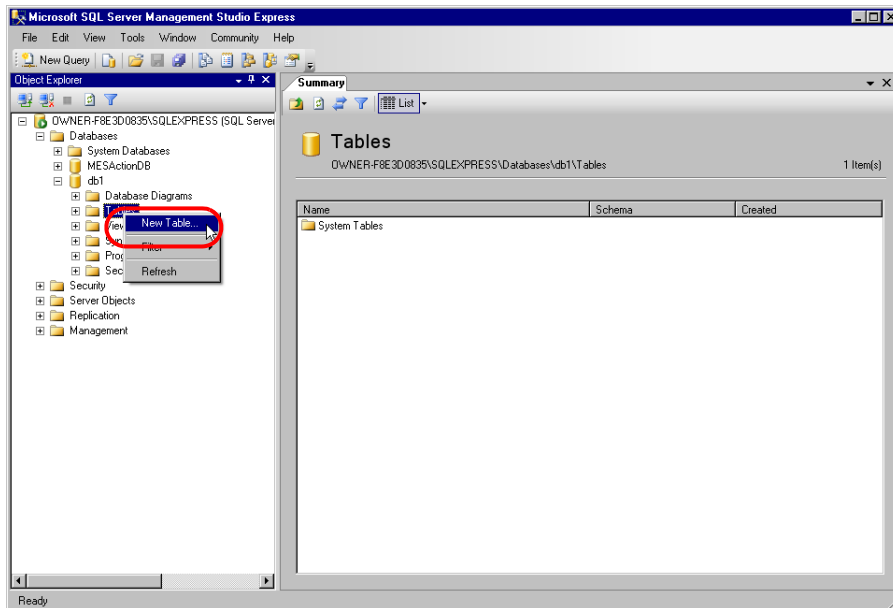 Microsoft SQL Server Management Studio Express
File Edit View Tools Window Community Help
New Query
Object Explorer
Summary
List
OWNER-F8E3D0835\SQLEXPRESS (SQL Server
Databases
System Databases
MESActionDB
db1
Database Diagrams
New Table...
Filter
Refresh
Security
Server Objects
Replication
Management
Tables
OWNER-F8E3D0835\SQLEXPRESS\Databases\db1\Tables
1 Item(s)
Name Schema Created
System Tables
Ready